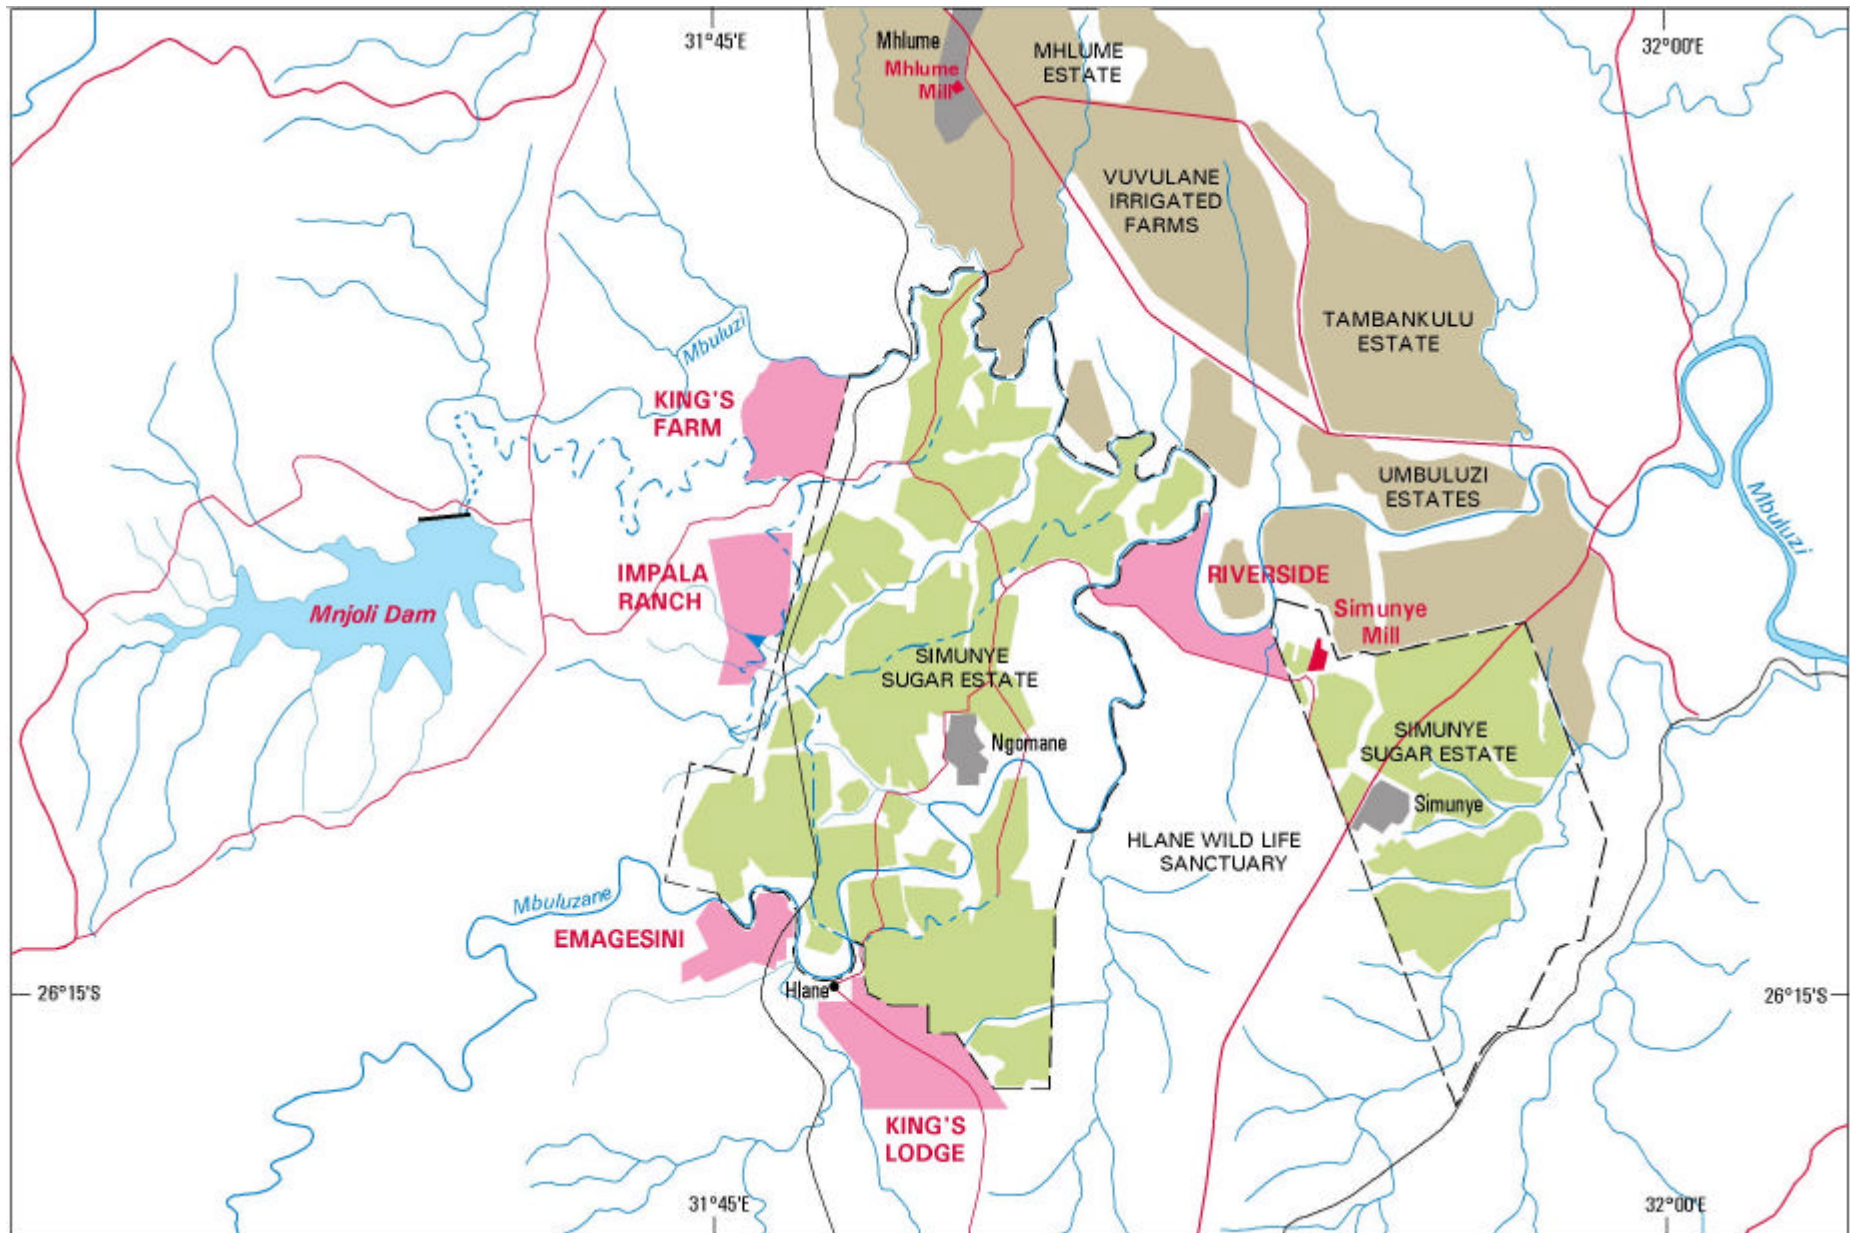 31°45'E
32°00'E
Mhlume
Mhlume
Mill
MHLUME
ESTATE
VUVULANE
IRRIGATED
FARMS
TAMBANKULU
ESTATE
Mbuluzi
KING'S
FARM
UMBULUZI
ESTATES
Mbuluzi
IMPALA
RANCH
RIVERSIDE
Mnjoli Dam
Simunye
Mill
SIMUNYE
SUGAR ESTATE
Ngomane
SIMUNYE
SUGAR ESTATE
Simunye
HLANE WILD LIFE
SANCTUARY
Mbuluzane
EMAGESINI
Hlane
26°15'S
26°15'S
KING'S
LODGE
31°45'E
32°00'E